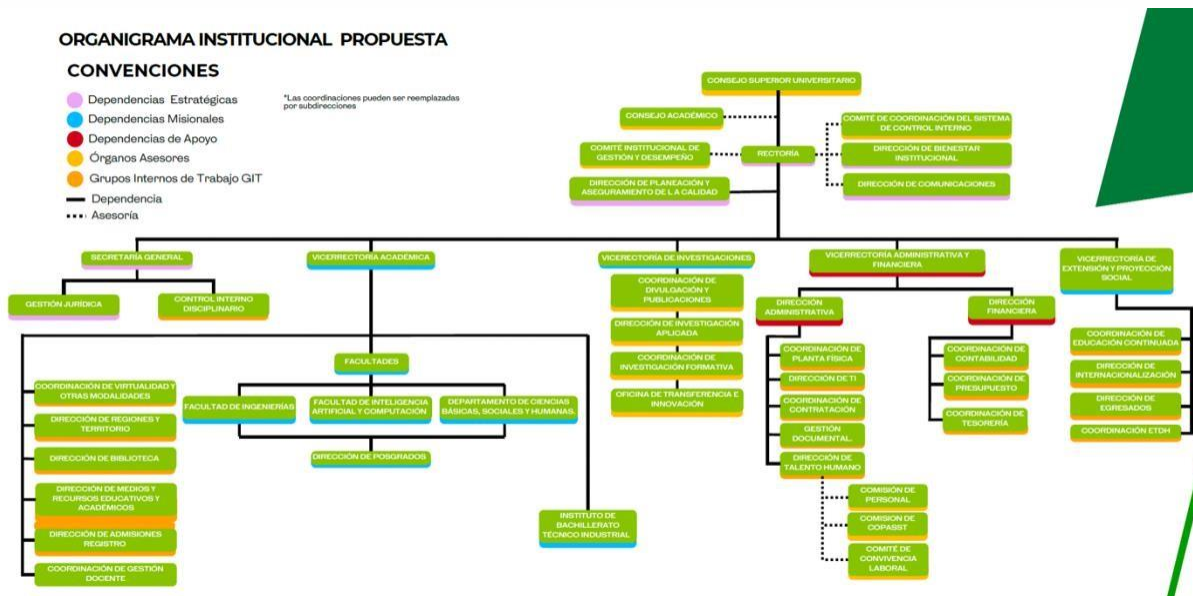 ORGANIGRAMA INSTITUCIONAL PROPUESTA
CONVENCIONES
Dependencias Estratégicas
Dependencias Misionales
Dependencias de Apoyo
Órganos Asesores
Grupos Internos de Trabajo GIT
Dependencia
Asesoría
*Las coordinaciones pueden ser reemplazadas
por subdirecciones
CONSEJO SUPERIOR UNIVERSITARIO
CONSEJO ACADÉMICO
COMITÉ DE COORDINACIÓN DEL SISTEMA
DE CONTROL INTERNO
COMITÉ INSTITUCIONAL DE
GESTIÓN Y DESEMPEÑO
RECTORÍA
DIRECCIÓN DE BIENESTAR
INSTITUCIONAL
DIRECCIÓN DE PLANEACIÓN Y
ASEGURAMIENTO DE L A CALIDAD
DIRECCIÓN DE COMUNICACIONES
SECRETARÍA GENERAL
VICERRECTORÍA ACADÉMICA
VICERECTORÍA DE INVESTIGACIONES
VICERRECTORÍA ADMINISTRATIVA Y
FINANCIERA
VICERRECTORÍA DE
EXTENSIÓN Y PROYECCIÓN
SOCIAL
GESTIÓN JURÍDICA
CONTROL INTERNO
DISCIPLINARIO
COORDINACIÓN DE VIRTUALIDAD Y
OTRAS MODALIDADES
DIRECCIÓN DE REGIONES Y
TERRITORIO
DIRECCIÓN DE BIBLIOTECA
DIRECCIÓN DE MEDIOS Y
RECURSOS EDUCATIVOS Y
ACADÉMICOS
DIRECCIÓN DE ADMISIONES
REGISTRO
COORDINACIÓN DE GESTIÓN
DOCENTE
FACULTADES
FACULTAD DE INGENIERÍAS
FACULTAD DE INTELIGENCIA
ARTIFICIAL Y COMPUTACIÓN
DEPARTAMENTO DE CIENCIAS
BÁSICAS, SOCIALES Y HUMANAS.
DIRECCIÓN DE POSGRADOS
INSTITUTO DE
BACHILLERATO
TÉCNICO INDUSTRIAL
COORDINACIÓN DE
DIVULGACIÓN Y
PUBLICACIONES
DIRECCIÓN DE INVESTIGACIÓN
APLICADA
COORDINACIÓN DE
INVESTIGACIÓN FORMATIVA
OFICINA DE TRANSFERENCIA E
INNOVACIÓN
DIRECCIÓN
ADMINISTRATIVA
COORDINACIÓN DE
PLANTA FÍSICA
DIRECCIÓN DE TI
COORDINACIÓN DE
CONTRATACIÓN
GESTIÓN
DOCUMENTAL.
DIRECCIÓN DE
TALENTO HUMANO
COMISIÓN DE
PERSONAL
COMISION DE
COPASST
COMITÉ DE
CONVIVENCIA
LABORAL
DIRECCIÓN
FINANCIERA
COORDINACIÓN DE
CONTABILIDAD
COORDINACIÓN DE
PRESUPUESTO
COORDINACIÓN DE
TESORERÍA
COORDINACIÓN DE
EDUCACIÓN CONTINUADA
DIRECCIÓN DE
INTERNACIONALIZACIÓN
DIRECCIÓN DE
EGRESADOS
COORDINACIÓN ETDH